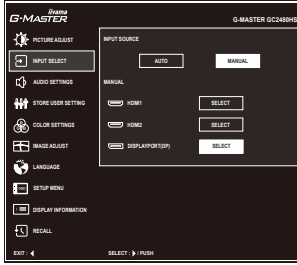 iiyama
G-MASTER
G-MASTER GC2480HS
PICTURE ADJUST
INPUT SELECT
AUDIO SETTINGS
STORE USER SETTING
COLOR SETTINGS
IMAGE ADJUST
LANGUAGE
SETUP MENU
DISPLAY INFORMATION
RECALL
INPUT SOURCE
AUTO
MANUAL
MANUAL
HDMI1
SELECT
HDMI2
SELECT
DISPLAYPORT(DP)
SELECT
EXIT :
SELECT : / PUSH